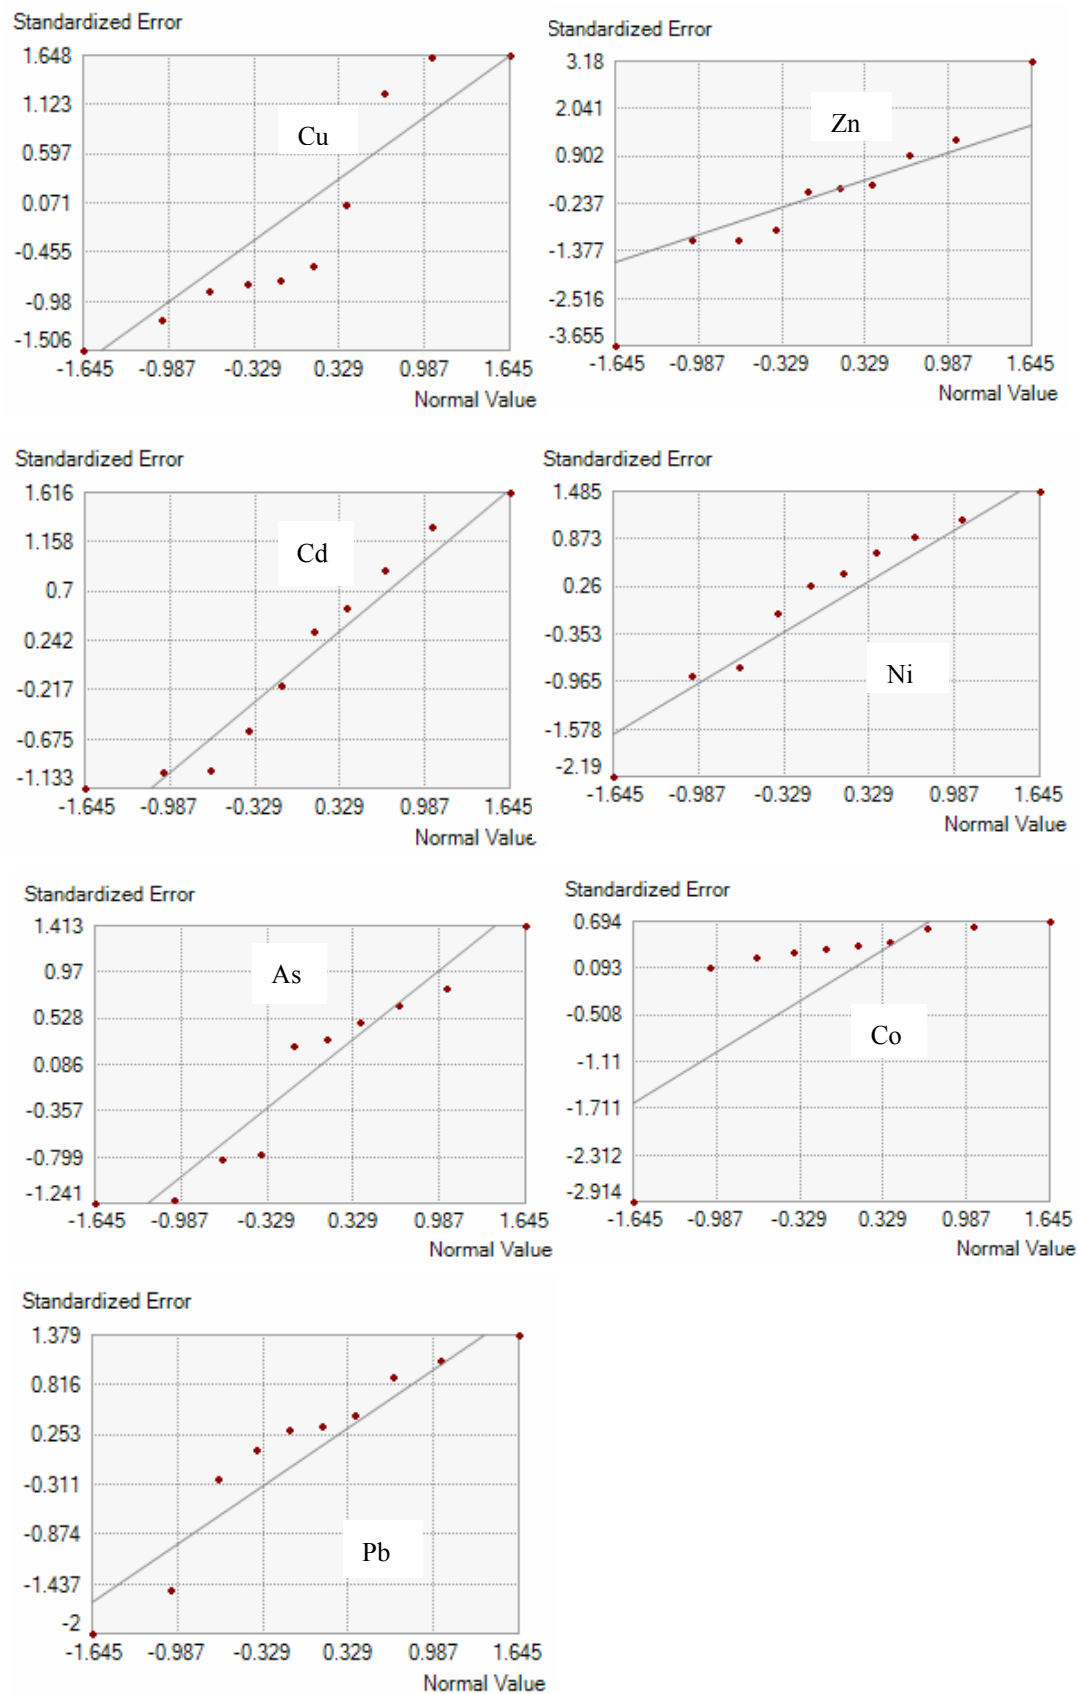 Standardized Error
1.648
1.123
0.597
0.071
-0.455
-0.98
-1.506
Cu
-1.645 -0.987 -0.329 0.329 0.987 1.645
Normal Value
Standardized Error
3.18
2.041
0.902
-0.237
-1.377
-2.516
-3.655
Zn
-1.645 -0.987 -0.329 0.329 0.987 1.645
Normal Value
Standardized Error
1.616
1.158
0.7
0.242
-0.217
-0.675
-1.133
Cd
-1.645 -0.987 -0.329 0.329 0.987 1.645
Normal Value
Standardized Error
1.485
0.873
0.26
-0.353
-0.965
-1.578
-2.19
Ni
-1.645 -0.987 -0.329 0.329 0.987 1.645
Normal Value
Standardized Error
1.413
0.97
0.528
0.086
-0.357
-0.799
-1.241
As
-1.645 -0.987 -0.329 0.329 0.987 1.645
Normal Value
Standardized Error
0.694
0.093
-0.508
-1.11
-1.711
-2.312
-2.914
Co
-1.645 -0.987 -0.329 0.329 0.987 1.645
Normal Value
Standardized Error
1.379
0.816
0.253
-0.311
-0.874
-1.437
-2
Pb
-1.645 -0.987 -0.329 0.329 0.987 1.645
Normal Value